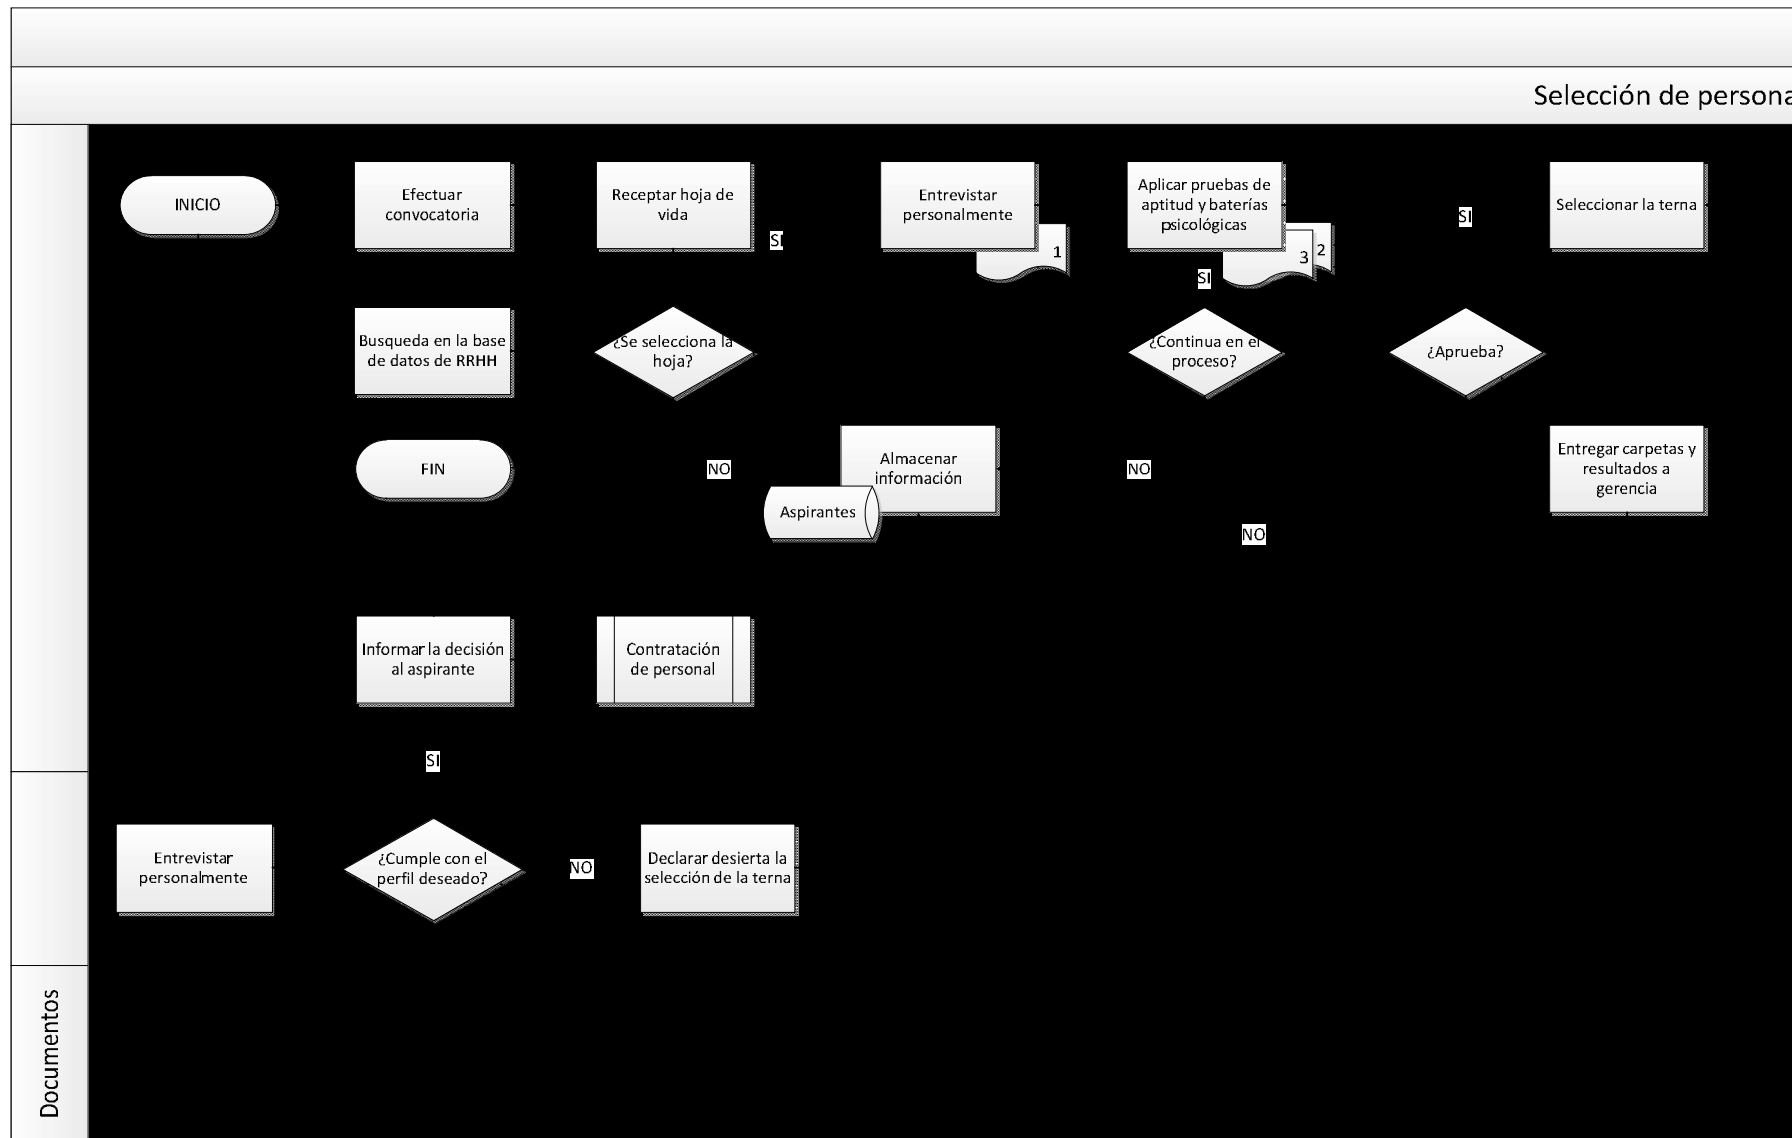 Selección de persona
INICIO
Efectuar
convocatoria
Receptar hoja de
vida
SI
Entrevistar
personalmente
1
Aplicar pruebas de
aptitud y baterías
psicológicas
2
3
SI
SI
Seleccionar la terna
Busqueda en la base
de datos de RRHH
¿Se selecciona la
hoja?
¿Continua en el
proceso?
¿Aprueba?
FIN
NO
Almacenar
información
Aspirantes
NO
NO
Entregar carpetas y
resultados a
gerencia
Informar la decisión
al aspirante
Contratación
de personal
SI
Entrevistar
personalmente
¿Cumple con el
perfil deseado?
NO
Declarar desierta la
selección de la terna
Documentos